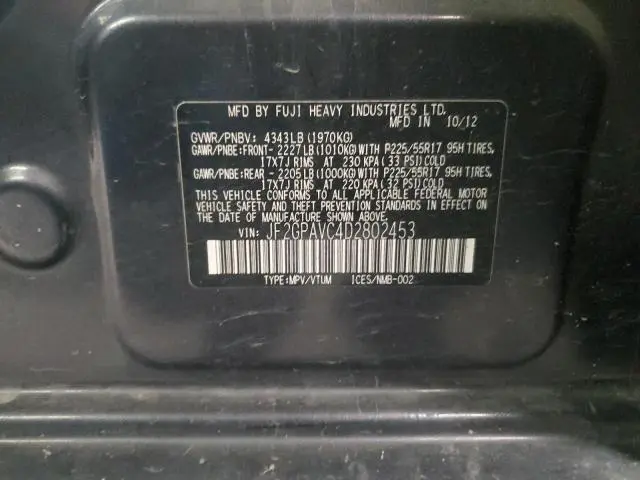 MFD BY FUJI HEAVY INDUSTRIES LTD.
MFD IN 10/12
GVWR/PNBV: 4343LB (1970KG)
GAWR/PNBE:FRONT-2227LB(1010KG)WITH P225/55R17 95H TIRES,
17X7J RIMS AT 230 KPA(33 PSI)COLD
GAWR/PNBE:REAR -2205LB(1000KG)WITH P225/55R17 95H TIRES,
17X7J RIMS AT 220 KPA(32 PSI)COLD
THIS VEHICLE CONFORMS TO ALL APPLICABLE FEDERAL MOTOR
VEHICLE SAFETY, BUMPER, AND THEFT PREVENTION STANDARDS IN EFFECT
ON THE DATE OF MANUFACTURE SHOWN ABOVE.
VIN: JF2GPAVC4D2802453
TYPE:MPV/VTUM ICES/NMB-002